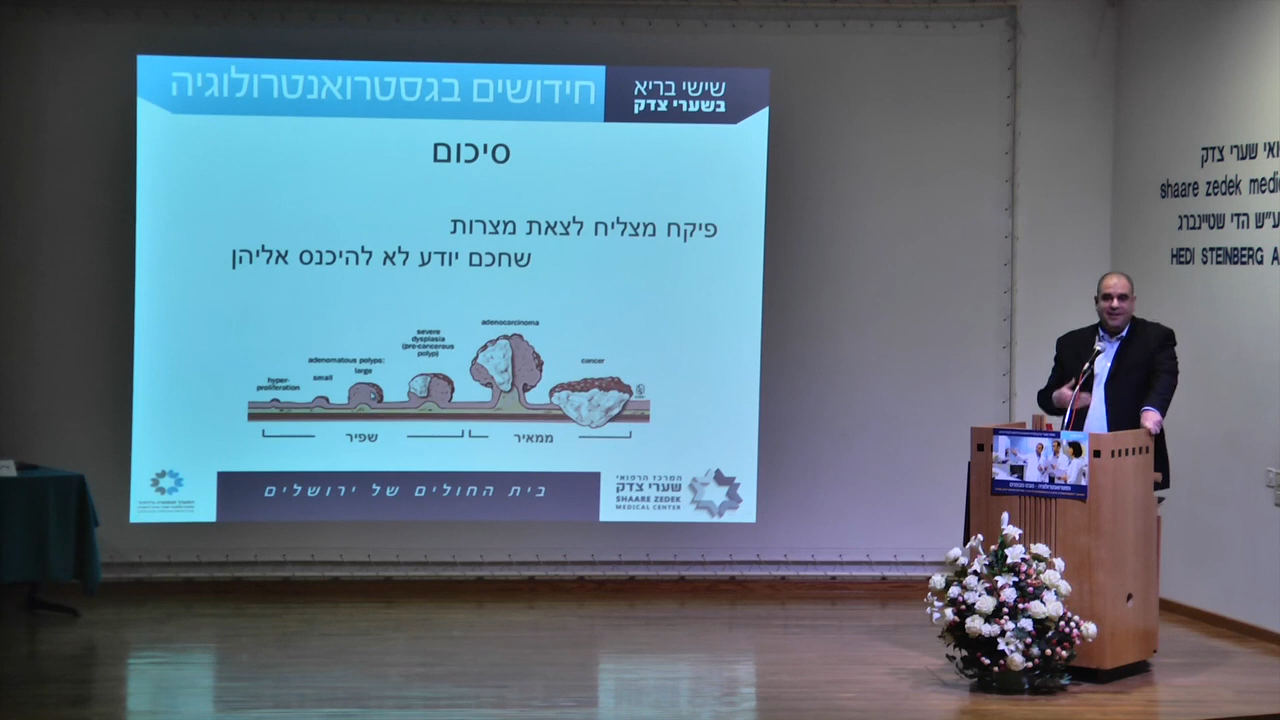 חידושים בגסטרואנטרולוגיה
שישי בריא
בשערי צדק
סיכום
פיקח מצליח לצאת מצרות
שחכם יודע לא להיכנס אליהן
hyper-
proliferation
adenomatous polyps:
small
large
severe
dysplasia
(pre-cancerous
polyp)
adenocarcinoma
cancer
שפיר
ממאיר
בית החולים של ירושלים
המרכז הרפואי
שערי צדק
SHAARE ZEDEK
MEDICAL CENTER
שערי צדק
shaare zedek medic
ע"ש הדי שטיינברג
HEDI STEINBERG A